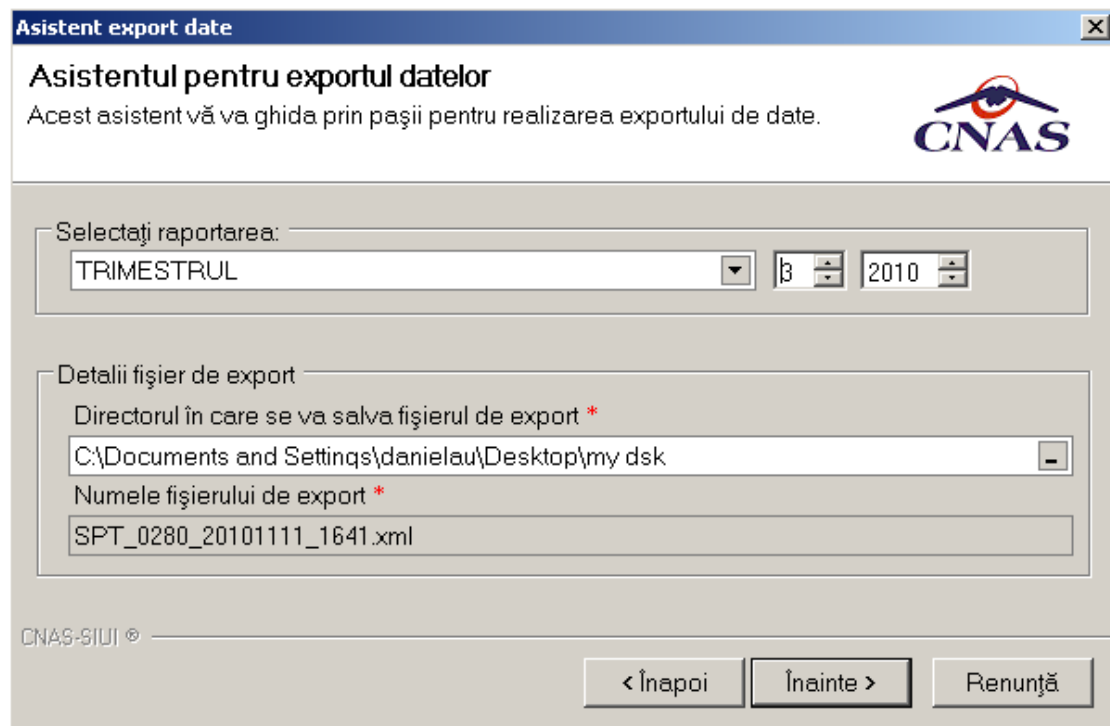 Asistent export date
Asistentul pentru exportul datelor
Acest asistent vă va ghida prin paşii pentru realizarea exportului de date.
CNAS
Selectaţi raportarea:
TRIMESTRUL 3 2010
Detalii fişier de export
Directorul în care se va salva fişierul de export *
C:\Documents and Settings\danielau\Desktop\my dsk
Numele fişierului de export *
SPT_0280_20101111_1641.xml
CNAS-SIUI ®
< Înapoi Înainte > Renunţă